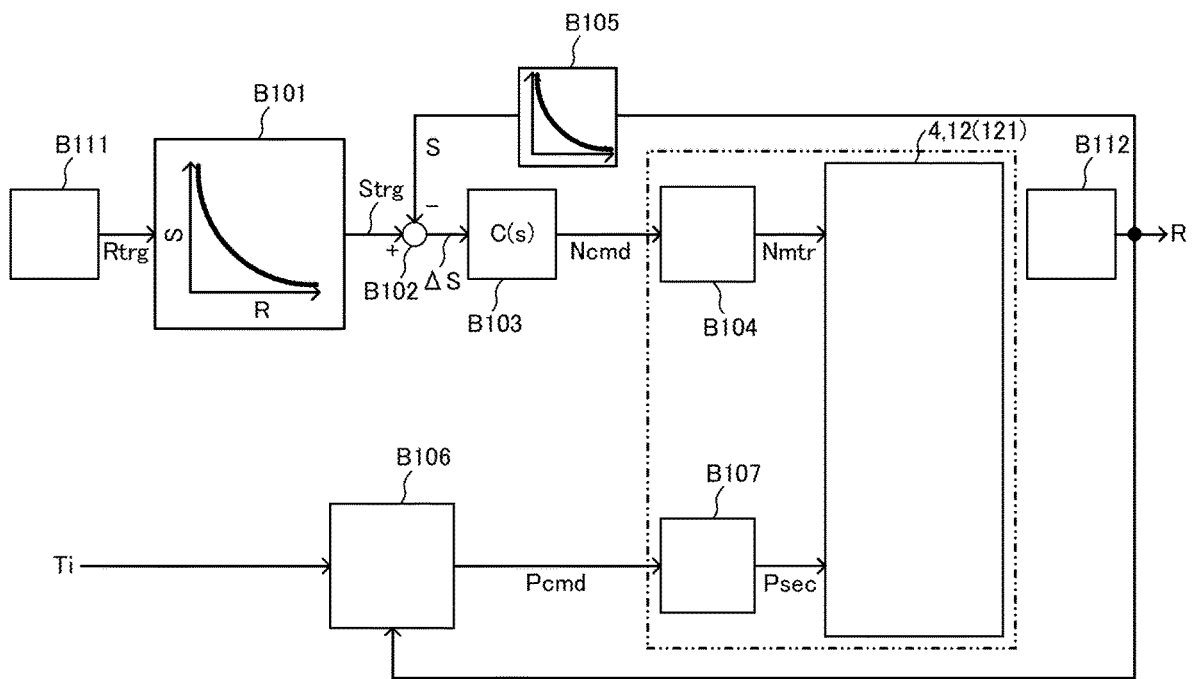 B105
B101
B111
4,12(121)
B112
S
Strg
−
S
Rtrg
+
C(s)
Ncmd
Nmtr
R
B102
ΔS
R
B103
B104
B106
B107
Ti
Pcmd
Psec